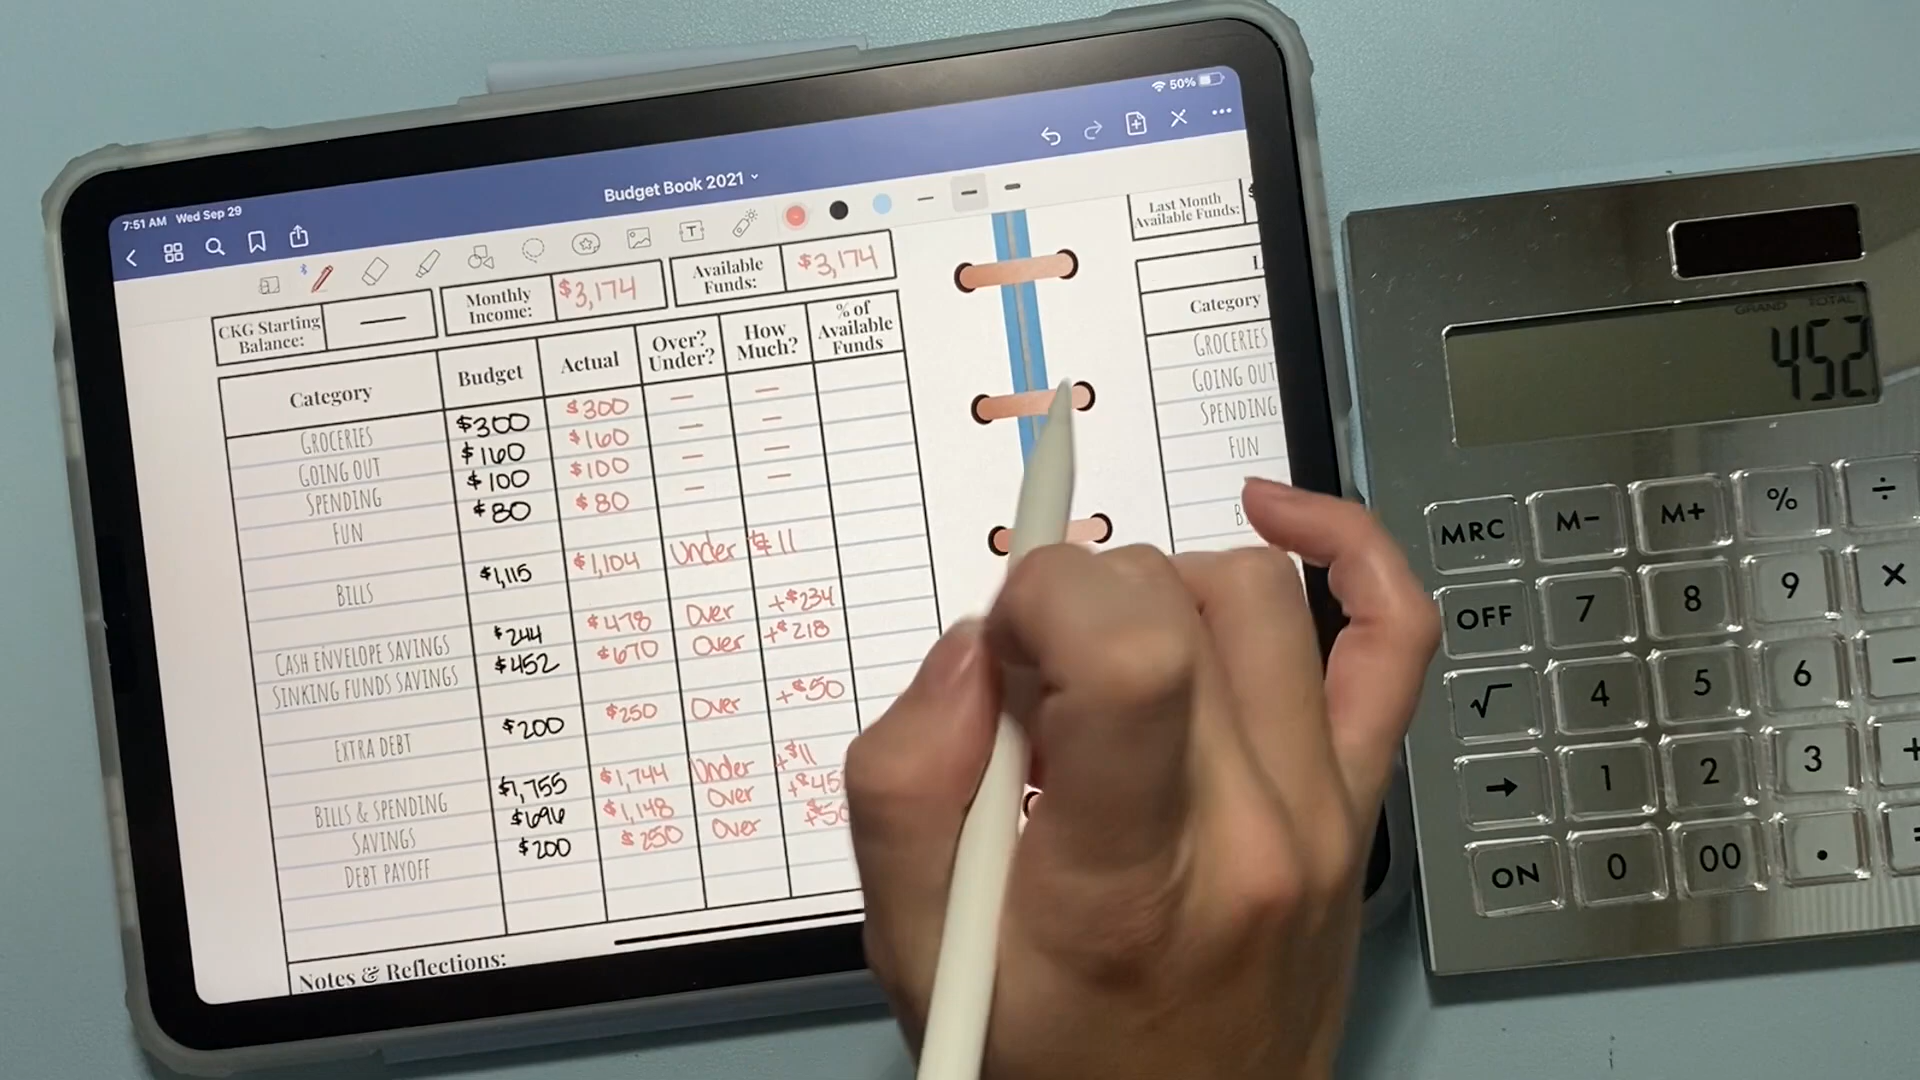 50%
7:51 AM Wed Sep 29
Budget Book 2021
CKG Starting Balance: —
Monthly Income: $3,174
Available Funds: $3,174
Category Budget Actual Over? Under? How Much? % of Available Funds
GROCERIES $300 $300 — —
GOING OUT $160 $160 — —
SPENDING $100 $100 — —
FUN $80 $80 — —
BILLS $1,115 $1,104 Under $11
CASH ENVELOPE SAVINGS $244 $478 Over +$234
SINKING FUNDS SAVINGS $452 $670 Over +$218
EXTRA DEBT $200 $250 Over +$50
BILLS & SPENDING $1,755 $1,744 Under +$11
SAVINGS $696 $1,148 Over +$45
DEBT PAYOFF $200 $250 Over +$50
Notes & Reflections:
Last Month
Available Funds:
Category
GROCERIES
GOING OUT
SPENDING
FUN
GRAND TOTAL
452.
MRC M- M+ % ÷
OFF 7 8 9 ×
√ 4 5 6 −
→ 1 2 3 +
ON 0 00 . =